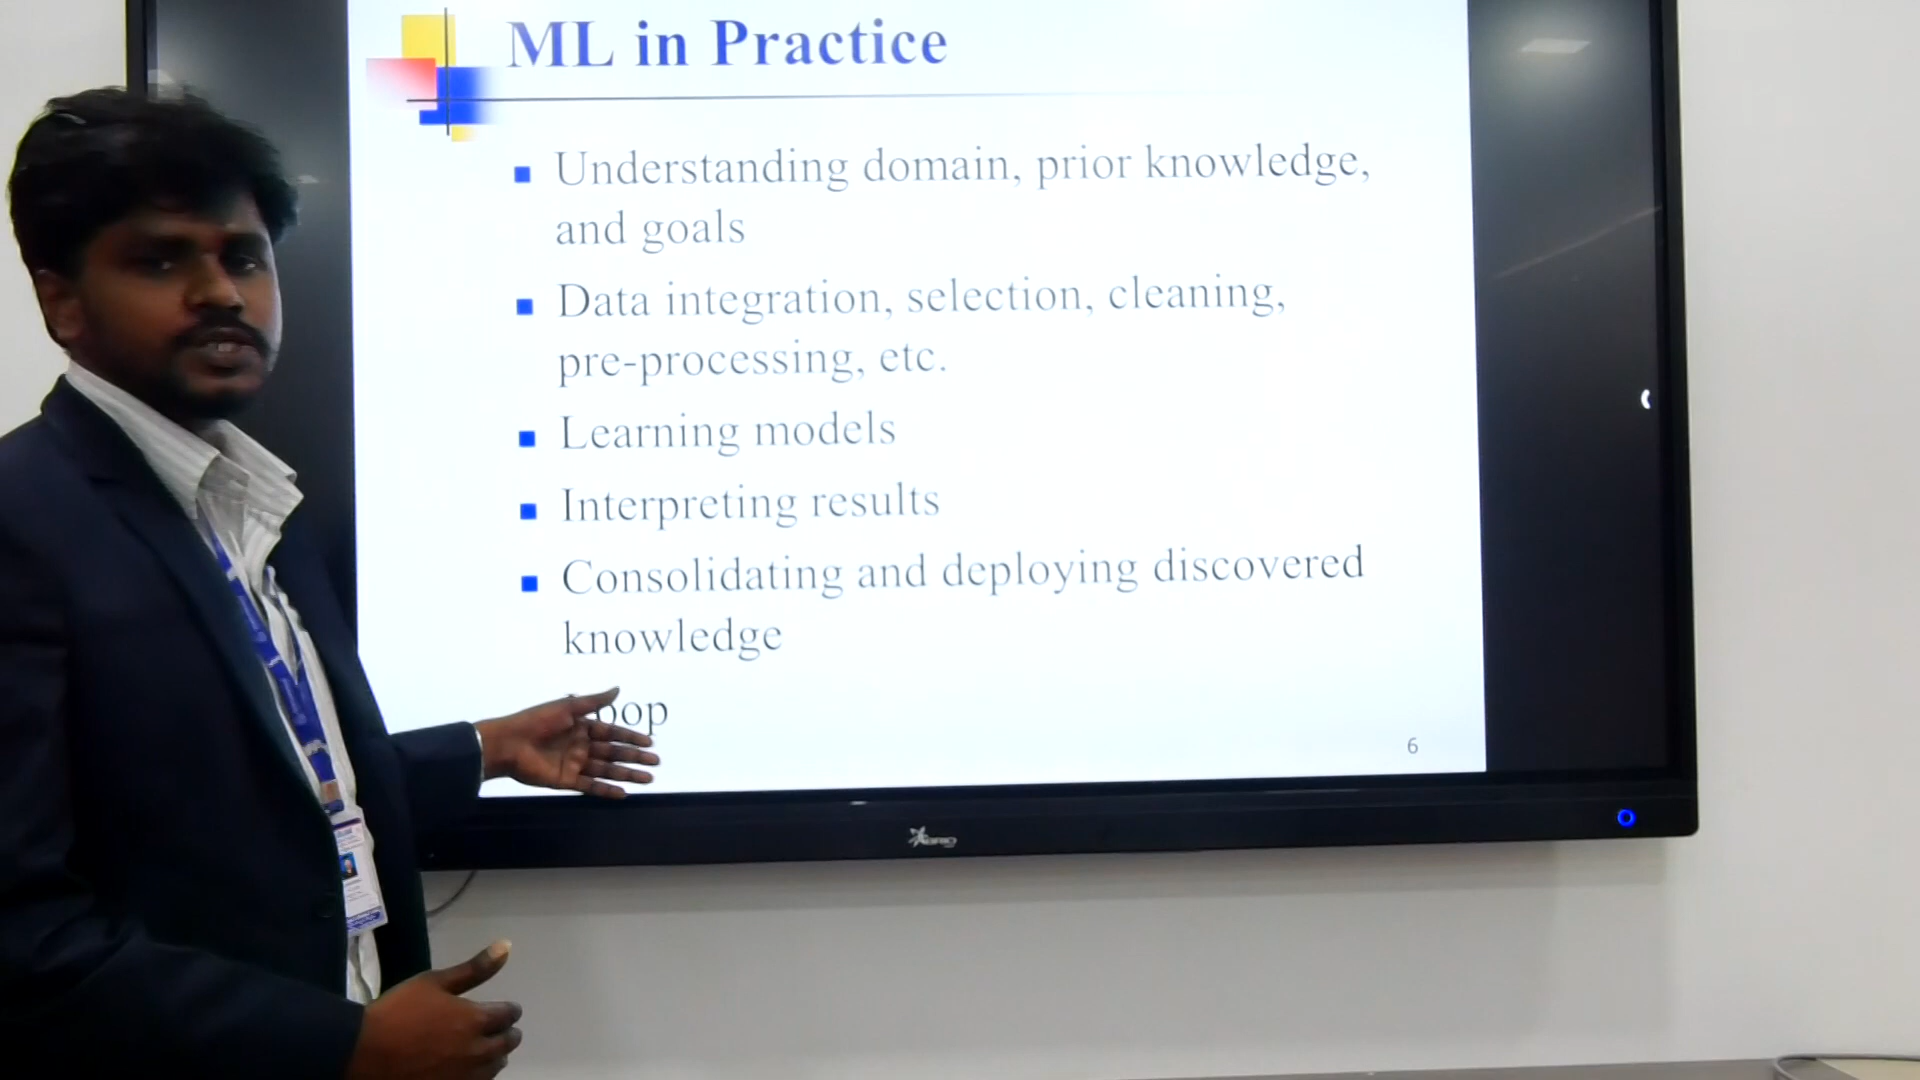 ML in Practice
Understanding domain, prior knowledge,
and goals
Data integration, selection, cleaning,
pre-processing, etc.
Learning models
Interpreting results
Consolidating and deploying discovered
knowledge
Loop
6